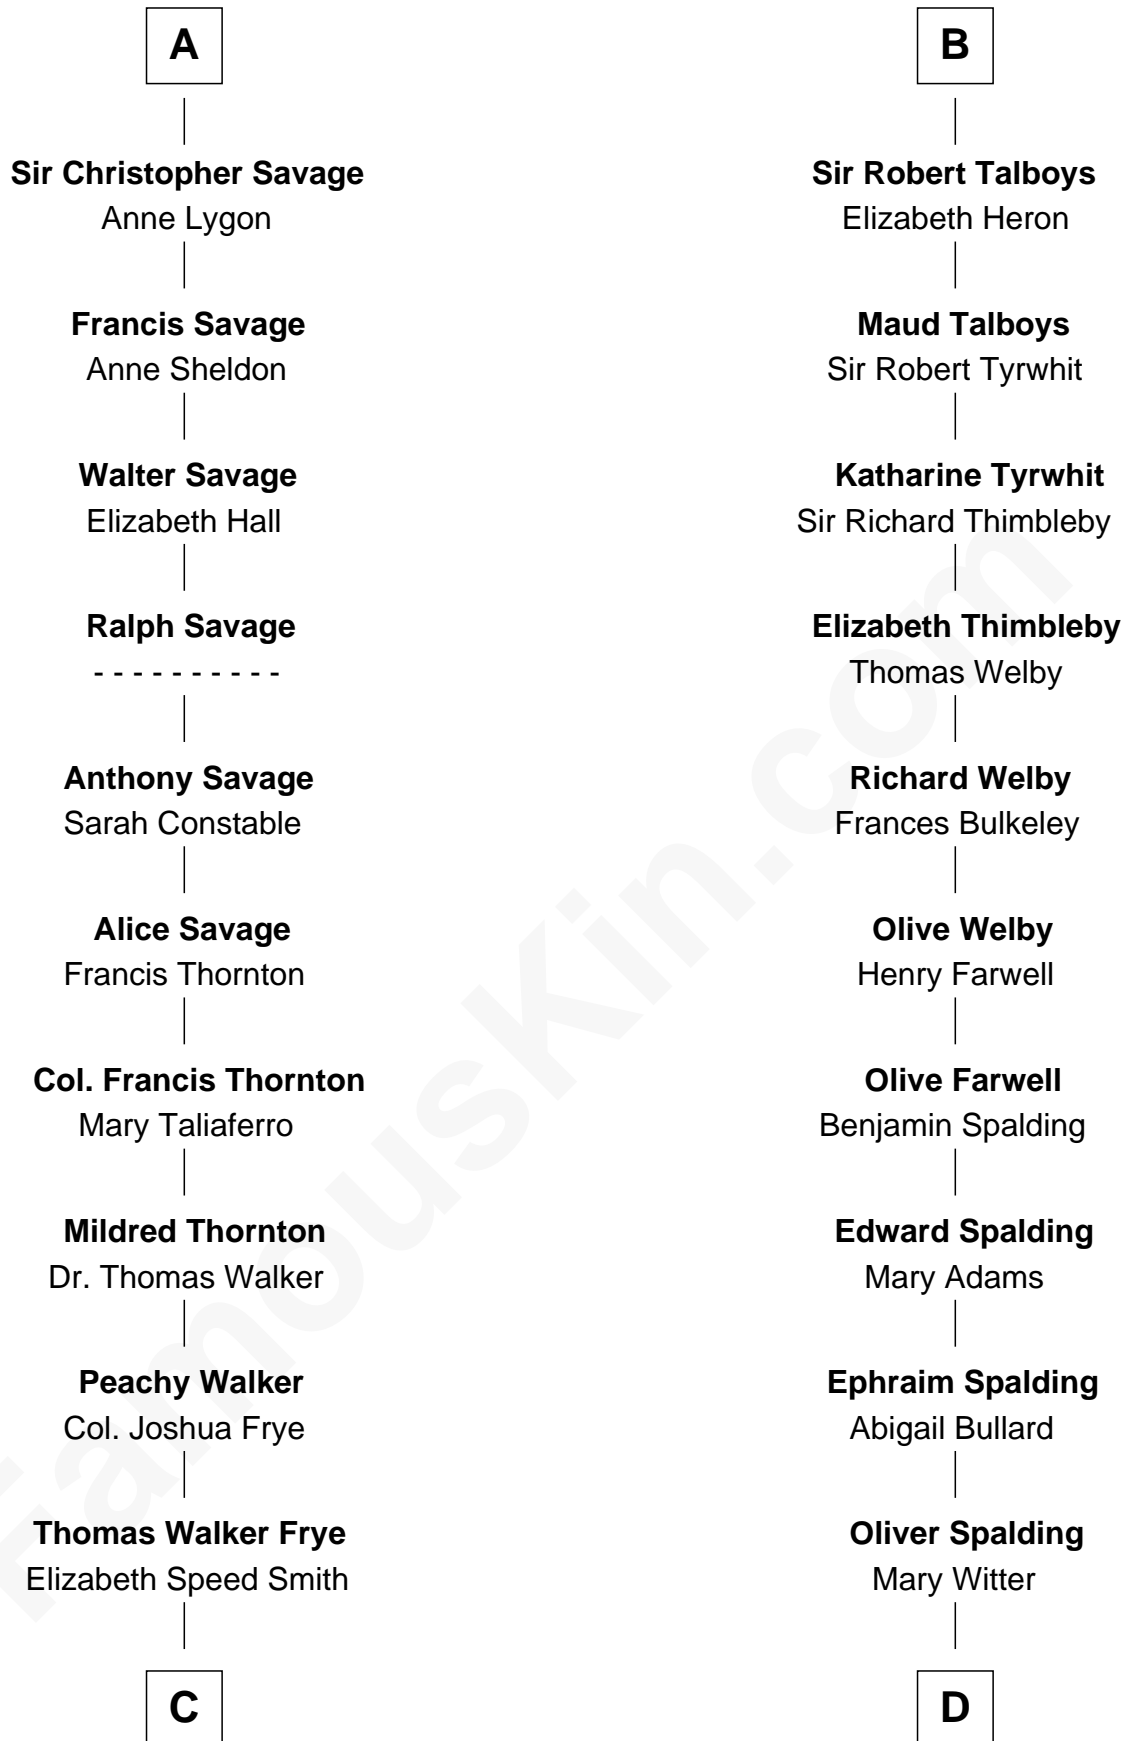 A
Sir Christopher Savage
Anne Lygon
Francis Savage
Anne Sheldon
Walter Savage
Elizabeth Hall
Ralph Savage
- - - - - - - - - -
Anthony Savage
Sarah Constable
Alice Savage
Francis Thornton
Col. Francis Thornton
Mary Taliaferro
Mildred Thornton
Dr. Thomas Walker
Peachy Walker
Col. Joshua Frye
Thomas Walker Frye
Elizabeth Speed Smith
C
B
Sir Robert Talboys
Elizabeth Heron
Maud Talboys
Sir Robert Tyrwhit
Katharine Tyrwhit
Sir Richard Thimbleby
Elizabeth Thimbleby
Thomas Welby
Richard Welby
Frances Bulkeley
Olive Welby
Henry Farwell
Olive Farwell
Benjamin Spalding
Edward Spalding
Mary Adams
Ephraim Spalding
Abigail Bullard
Oliver Spalding
Mary Witter
D
FamousKin.com